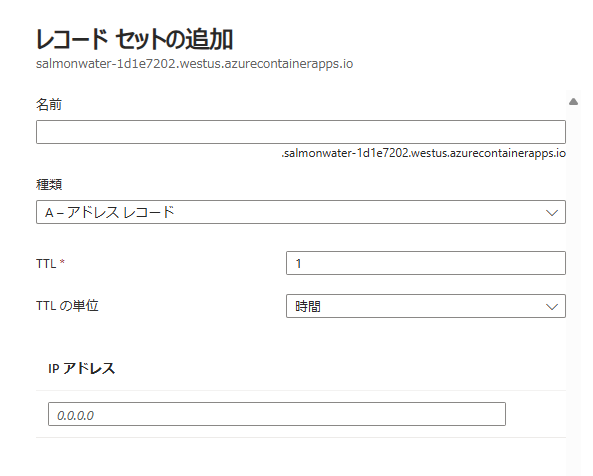 レコード セットの追加
salmonwater-1d1e7202.westus.azurecontainerapps.io
名前
.salmonwater-1d1e7202.westus.azurecontainerapps.io
種類
A – アドレス レコード
TTL *
1
TTL の単位
時間
IP アドレス
0.0.0.0